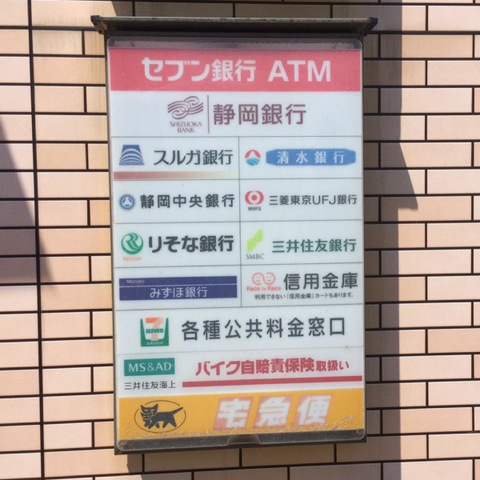 セブン銀行 ATM
SHIZUOKA BANK 静岡銀行
スルガ銀行
清水銀行
静岡中央銀行
MUFG 三菱東京UFJ銀行
RESONA りそな銀行
SMBC 三井住友銀行
MIZUHO みずほ銀行
Face to Face 信用金庫
利用できない「信用金庫」カードもあります。
7 ELEVEN 各種公共料金窓口
MS&AD 三井住友海上
バイク自賠責保険取扱い
宅急便